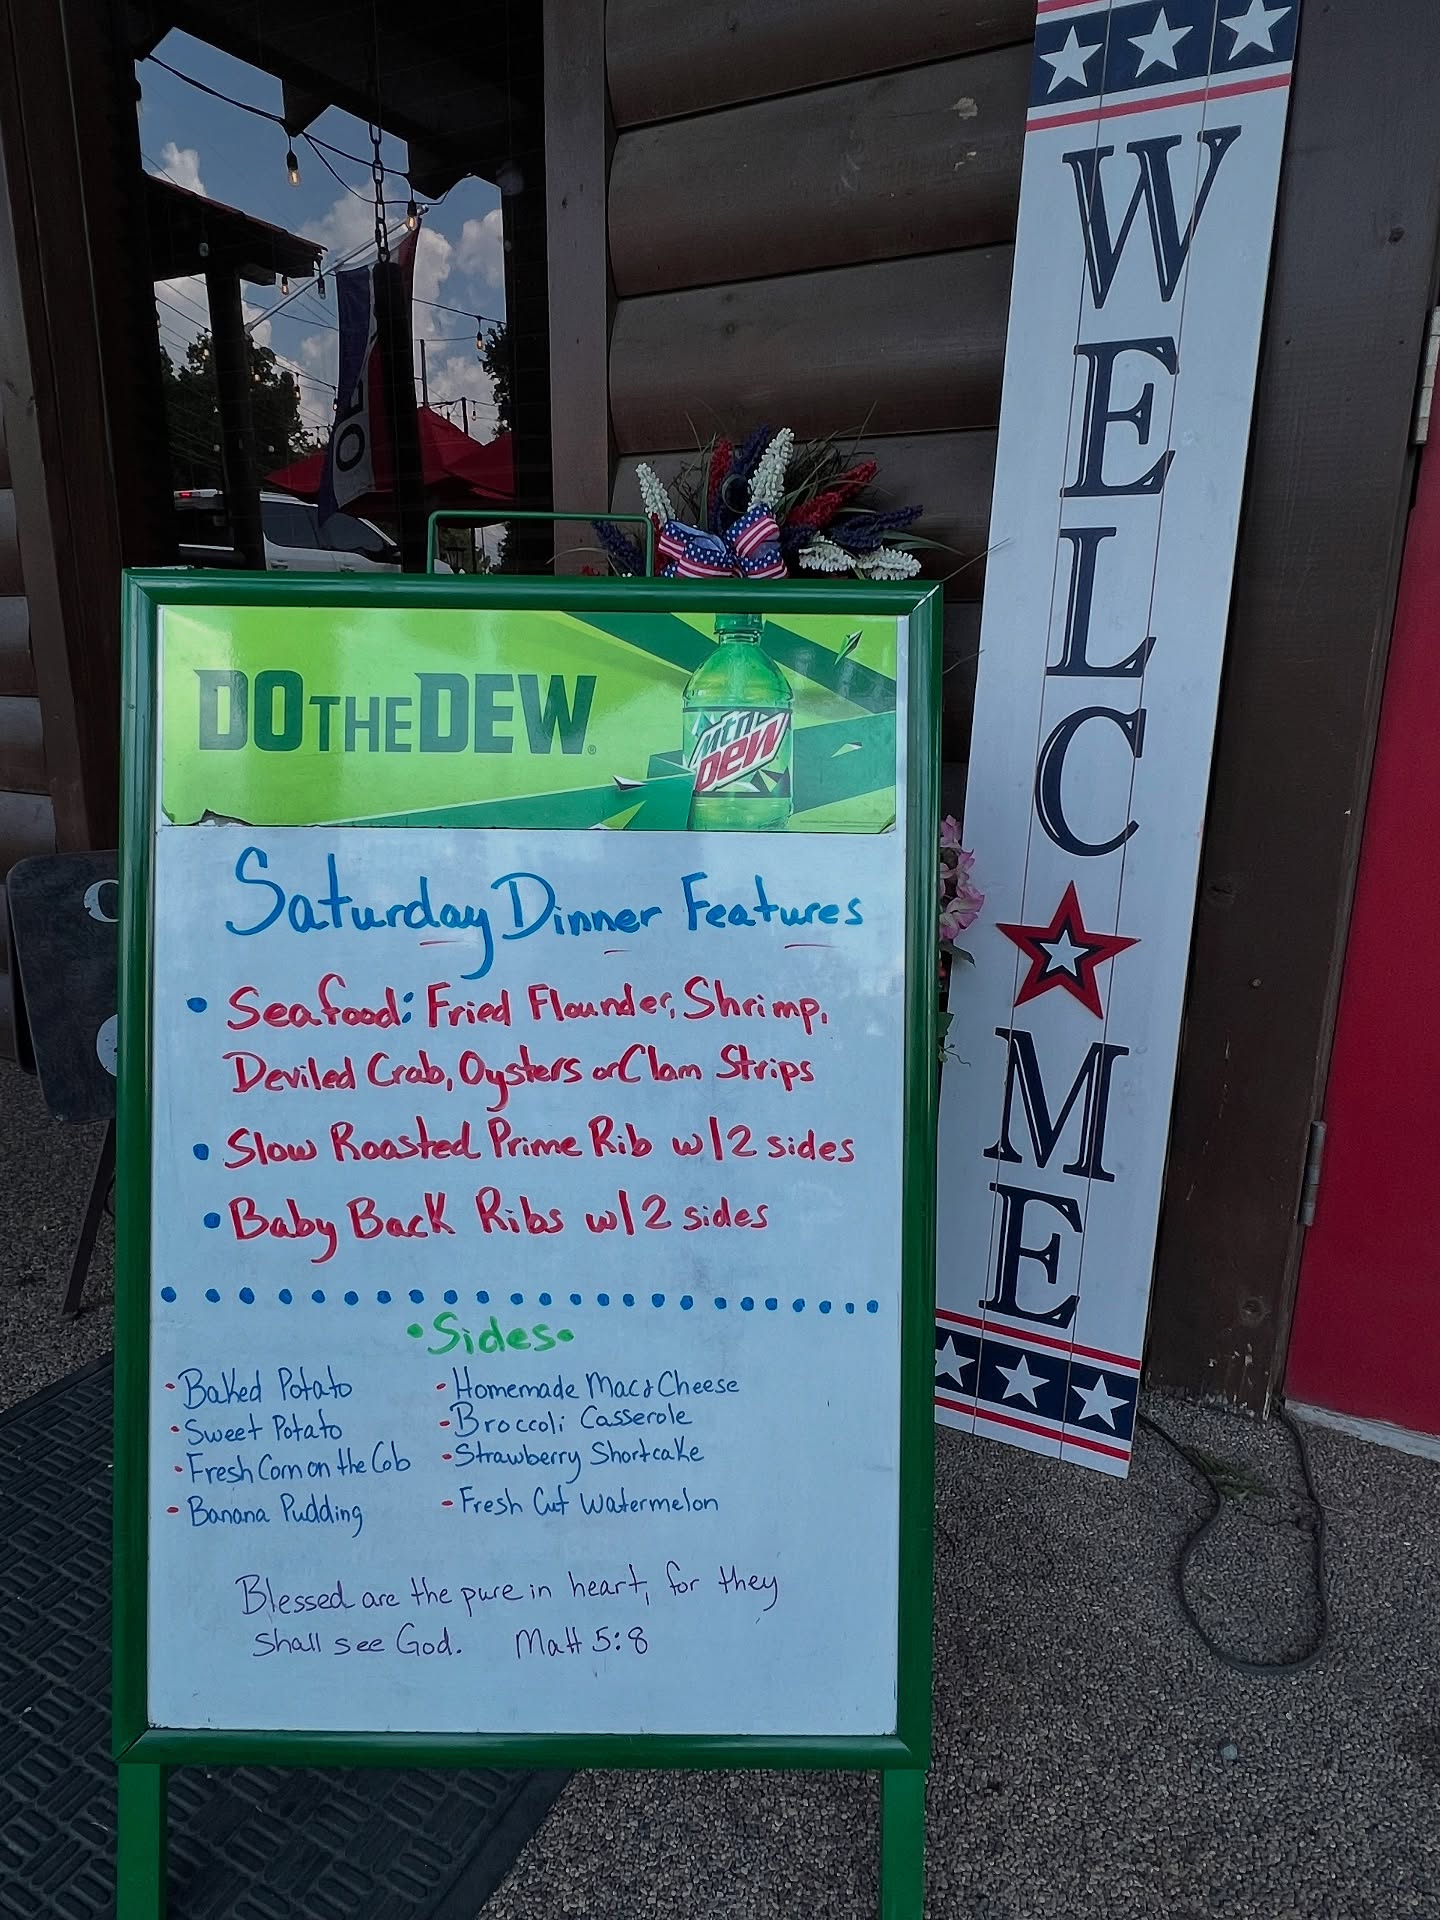 DO THE DEW®
Mtn
DEW
Saturday Dinner Features
• Seafood: Fried Flounder, Shrimp,
Deviled Crab, Oysters or Clam Strips
• Slow Roasted Prime Rib w/2 sides
• Baby Back Ribs w/2 sides
•Sides•
- Baked Potato
- Sweet Potato
- Fresh Corn on the Cob
- Banana Pudding
- Homemade Mac & Cheese
- Broccoli Casserole
- Strawberry Shortcake
- Fresh Cut Watermelon
Blessed are the pure in heart, for they
shall see God. Matt 5:8
WELC★ME